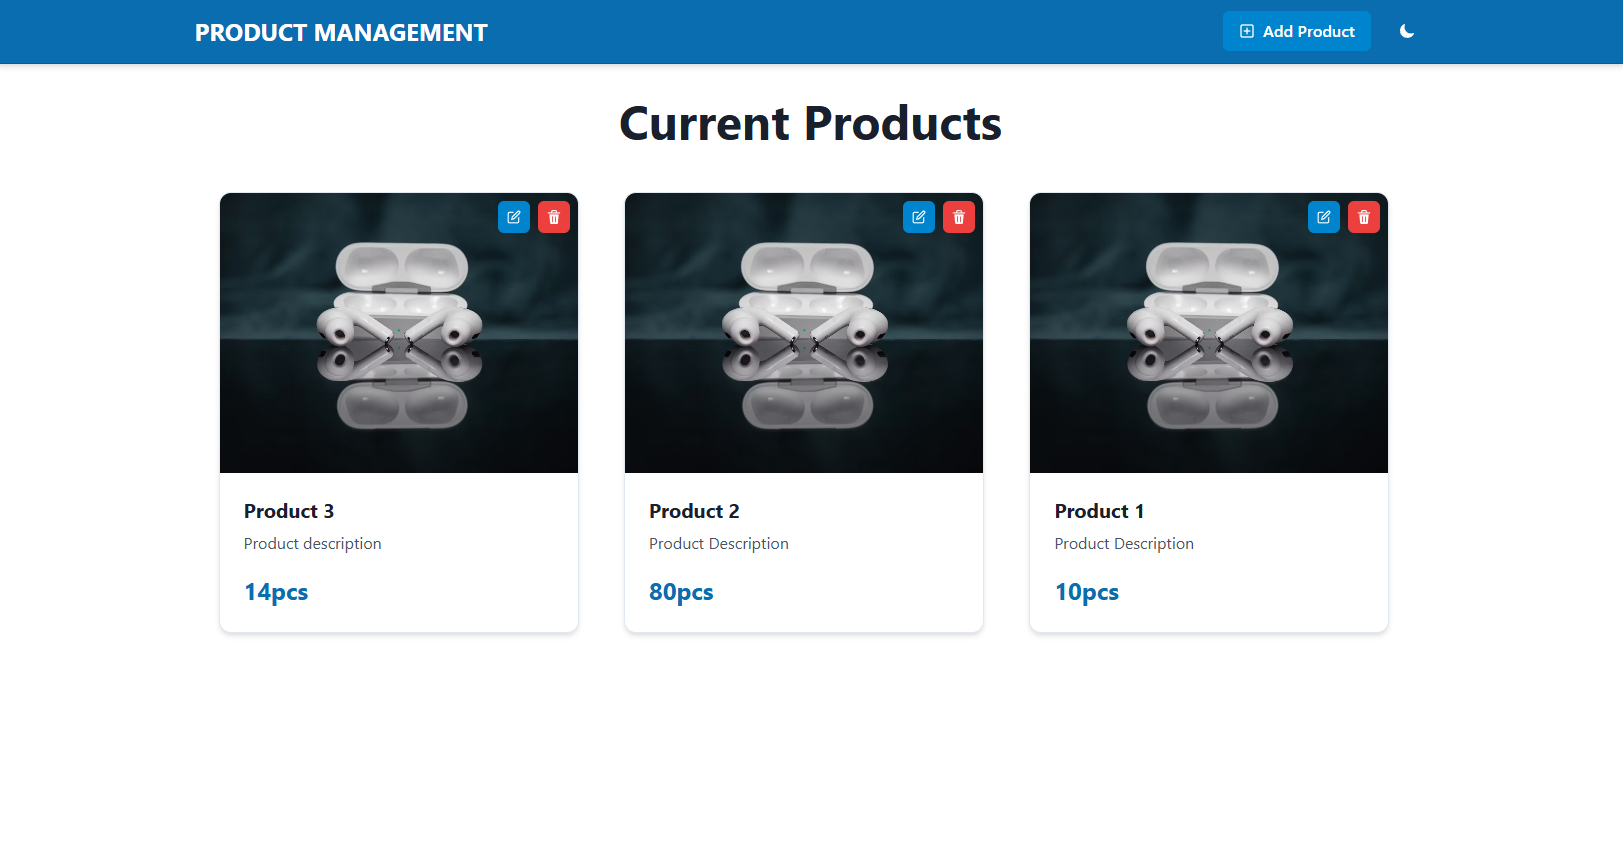 PRODUCT MANAGEMENT
Add Product
Current Products
Product 3
Product description
14pcs
Product 2
Product Description
80pcs
Product 1
Product Description
10pcs